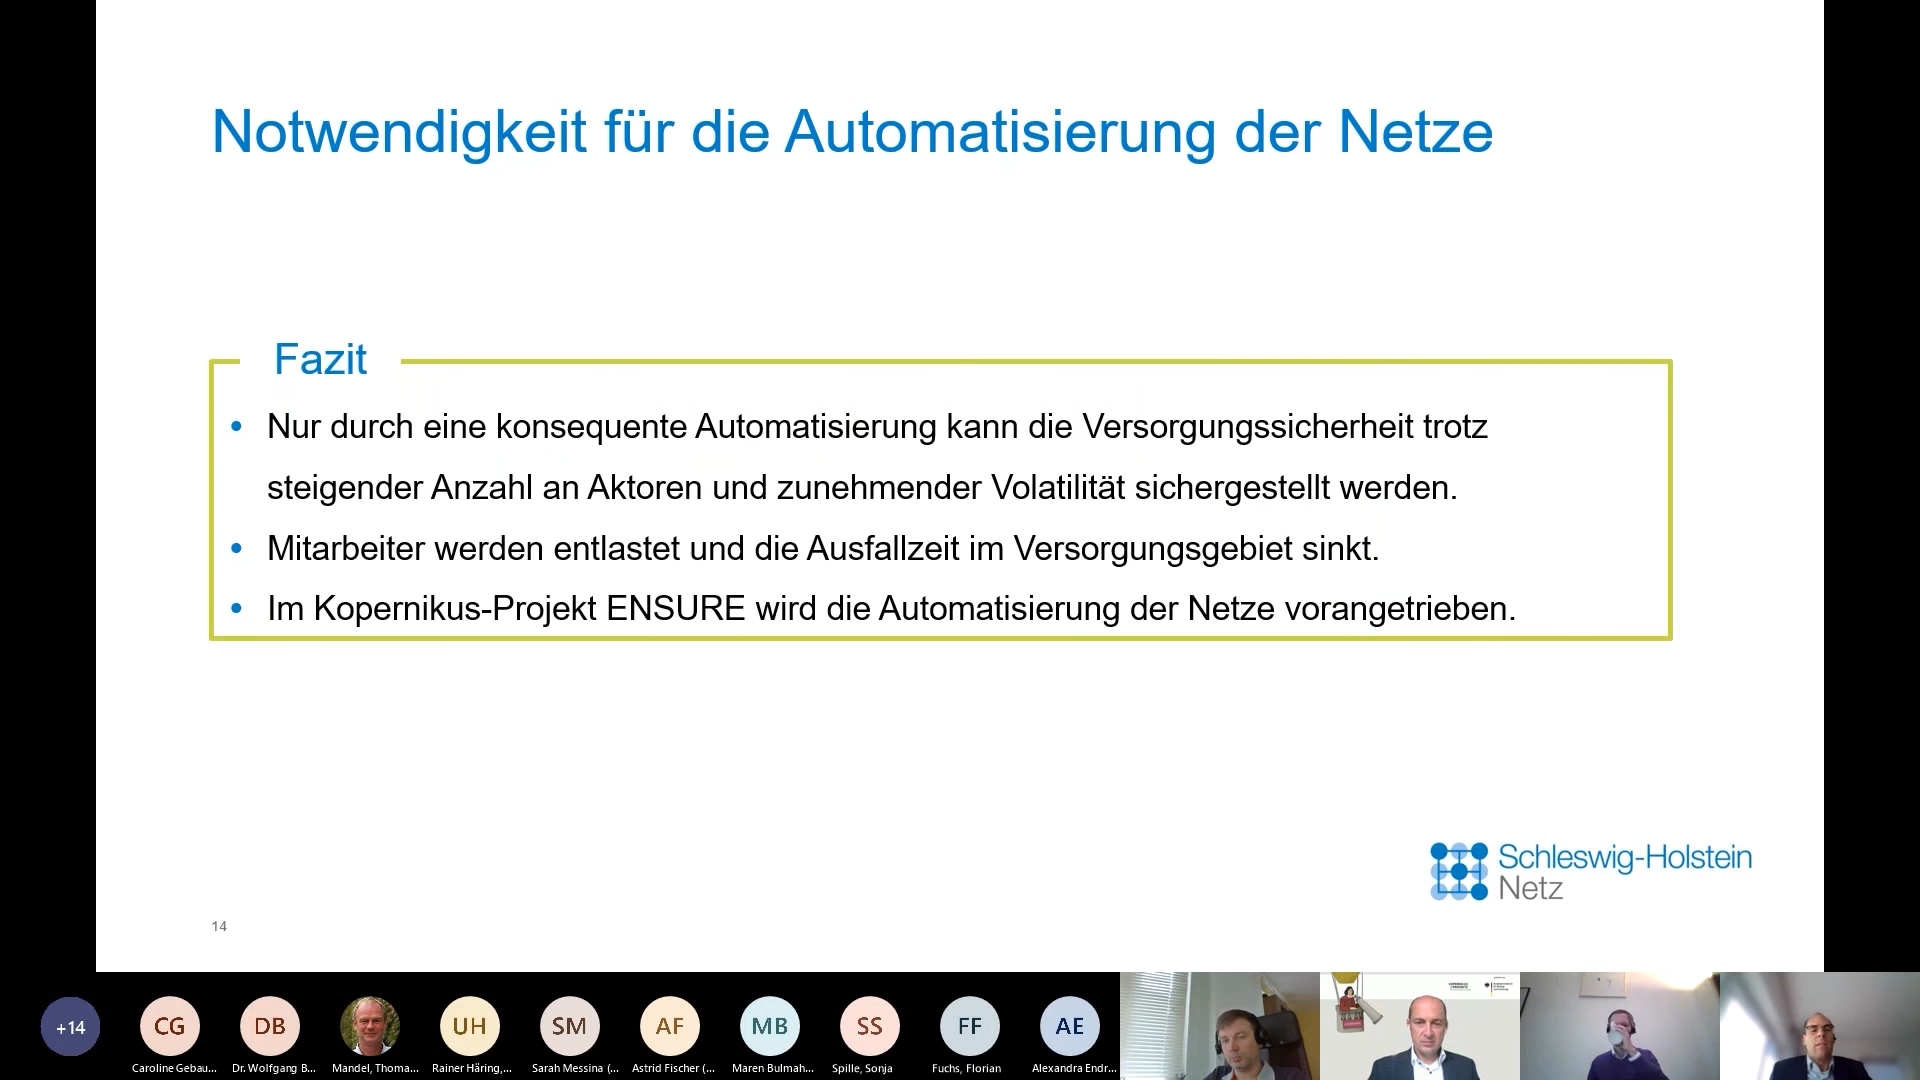 Notwendigkeit für die Automatisierung der Netze
Fazit
• Nur durch eine konsequente Automatisierung kann die Versorgungssicherheit trotz
steigender Anzahl an Aktoren und zunehmender Volatilität sichergestellt werden.
• Mitarbeiter werden entlastet und die Ausfallzeit im Versorgungsgebiet sinkt.
• Im Kopernikus-Projekt ENSURE wird die Automatisierung der Netze vorangetrieben.
Schleswig-Holstein
Netz
14
+14
CG
DB
UH
SM
AF
MB
SS
FF
AE
Caroline Gebau...
Dr. Wolfgang B...
Mandel, Thoma...
Rainer Häring,...
Sarah Messina (...
Astrid Fischer (...
Maren Bulmah...
Spille, Sonja
Fuchs, Florian
Alexandra Endr...